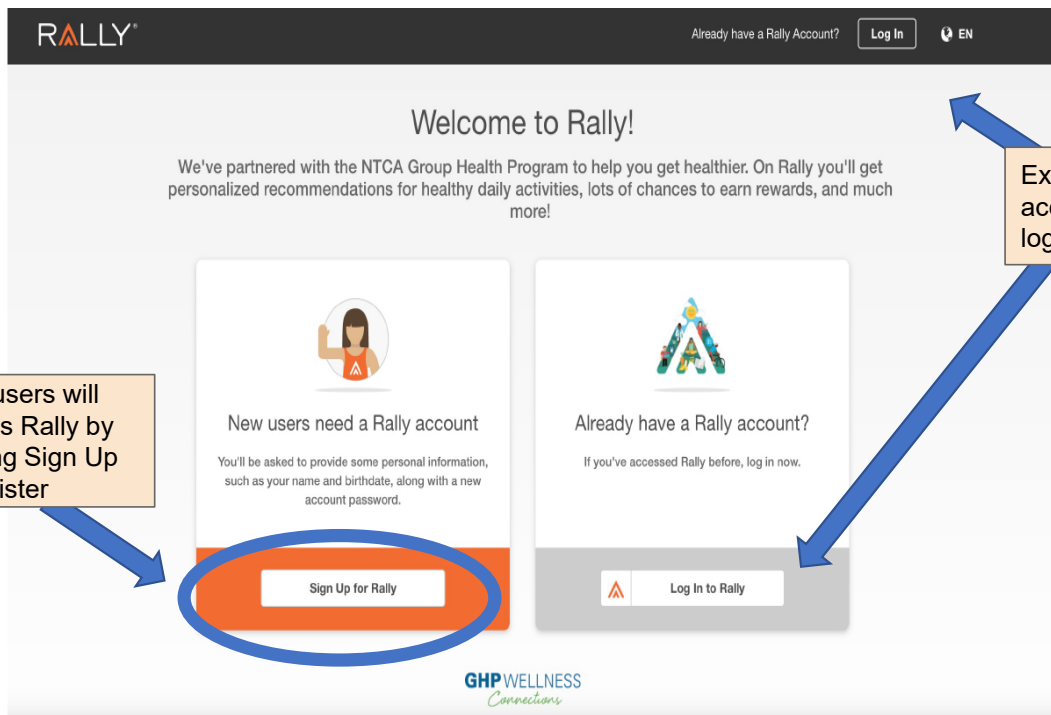 RALLY®
Already have a Rally Account?
Log In
EN
Welcome to Rally!
We've partnered with the NTCA Group Health Program to help you get healthier. On Rally you'll get
personalized recommendations for healthy daily activities, lots of chances to earn rewards, and much
more!
users will
s Rally by
Sign Up
New users need a Rally account
You'll be asked to provide some personal information,
such as your name and birthdate, along with a new
account password.
Sign Up for Rally
Already have a Rally account?
If you've accessed Rally before, log in now.
Log In to Rally
GHP WELLNESS
Connections